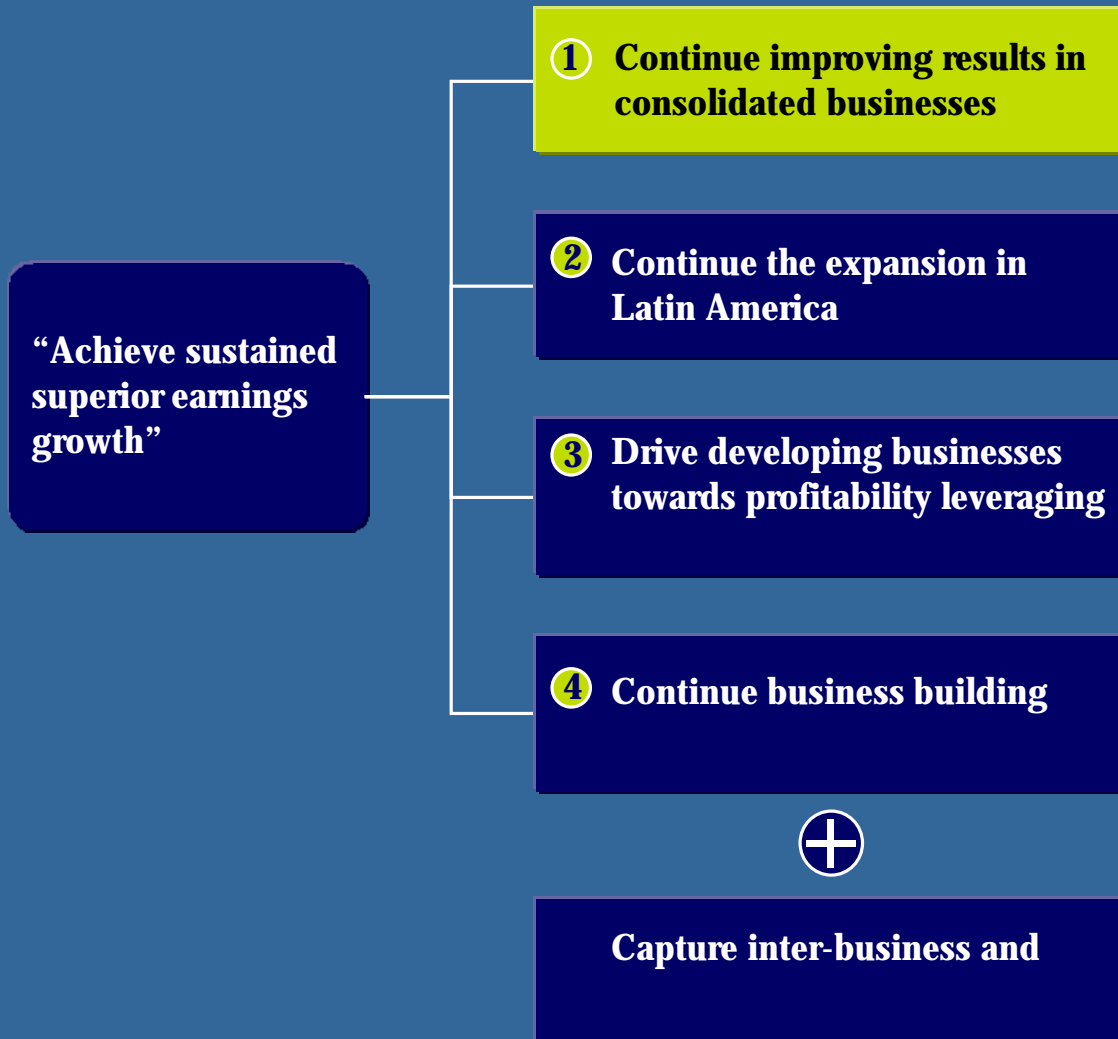 “Achieve sustained
superior earnings
growth”
1 Continue improving results in
consolidated businesses
2 Continue the expansion in
Latin America
3 Drive developing businesses
towards profitability leveraging
4 Continue business building
Capture inter-business and